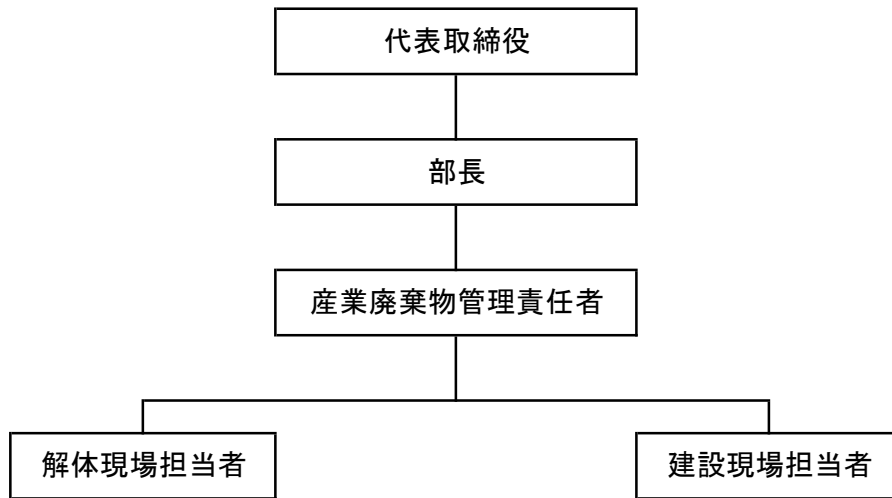 代表取締役
部長
産業廃棄物管理責任者
解体現場担当者
建設現場担当者